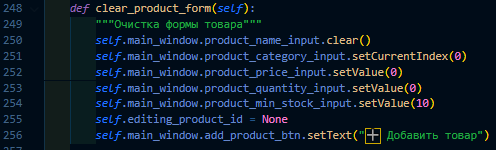 248 def clear_product_form(self):
249 """Очистка формы товара"""
250 self.main_window.product_name_input.clear()
251 self.main_window.product_category_input.setCurrentIndex(0)
252 self.main_window.product_price_input.setValue(0)
253 self.main_window.product_quantity_input.setValue(0)
254 self.main_window.product_min_stock_input.setValue(10)
255 self.editing_product_id = None
256 self.main_window.add_product_btn.setText("➕ Добавить товар")
257